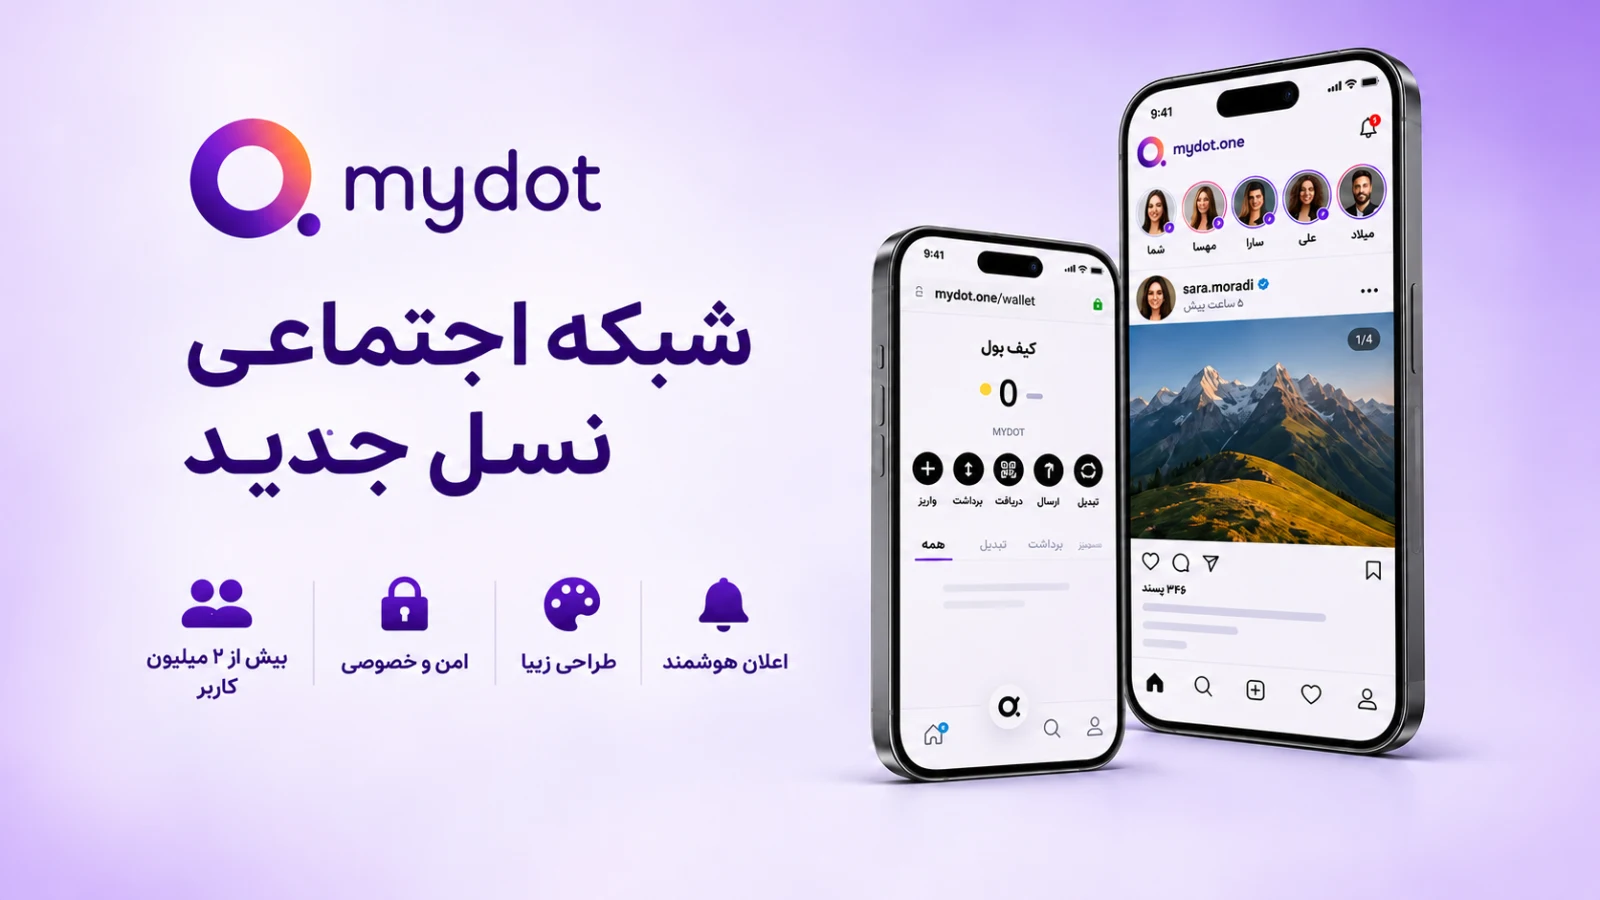 mydot
شبکه اجتماعی
نسل جدید
اعلان هوشمند
طراحی زیبا
امن و خصوصی
بیش از ۲ میلیون
کاربر
9:41
mydot.one/wallet
کیف پول
0
MYDOT
واریز
برداشت
دریافت
ارسال
تبدیل
همه
تبدیل
برداشت
9:41
mydot.one
شما
مهسا
سارا
علی
میلاد
sara.moradi
۵ ساعت پیش
1/4
۳۴۶ پسند